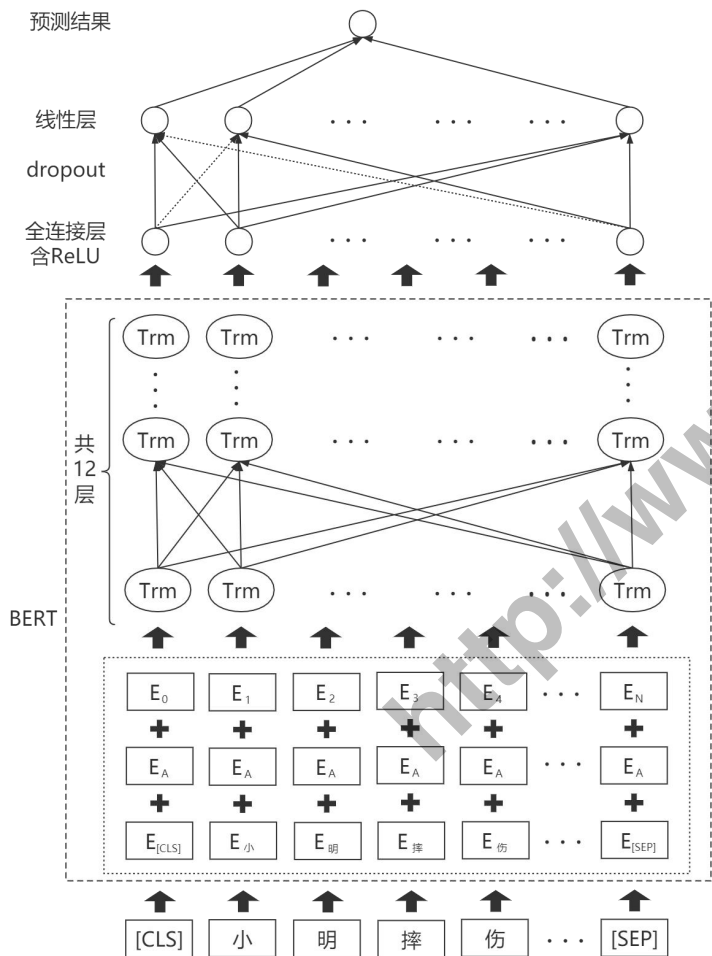 预测结果
线性层
··· ··· ···
dropout
全连接层
含ReLU
··· ··· ···
Trm Trm ··· ··· ··· Trm
共
12
层
Trm Trm ··· ··· ··· Trm
Trm Trm ··· ··· ··· Trm
BERT
E0 E1 E2 E3 E4 ··· EN
+ + + + + +
EA EA EA EA EA ··· EA
+ + + + + +
E[CLS] E小 E明 E摔 E伤 ··· E[SEP]
[CLS] 小 明 摔 伤 ··· [SEP]
http://ww